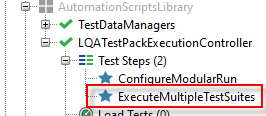 AutomationScriptsLibrary
TestDataManagers
LQATestPackExecutionController
Test Steps (2)
ConfigureModularRun
ExecuteMultipleTestSuites
Load Tests (0)